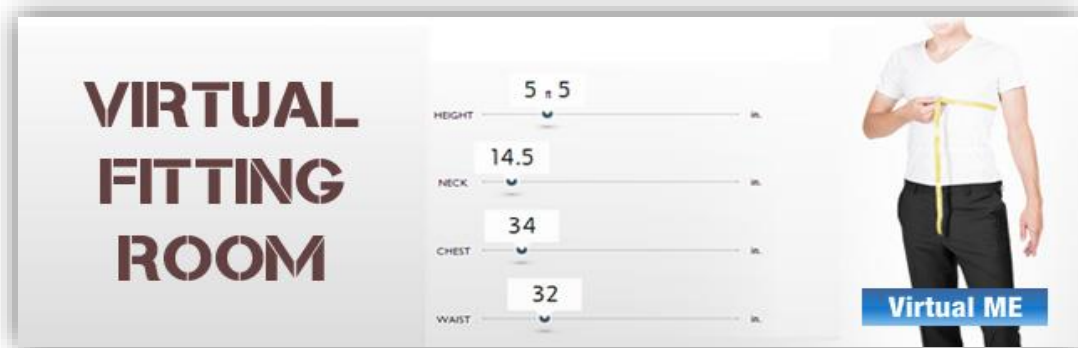 VIRTUAL
FITTING
ROOM
5 ft 5
HEIGHT in.
14.5
NECK in.
34
CHEST in.
32
WAIST in.
Virtual ME